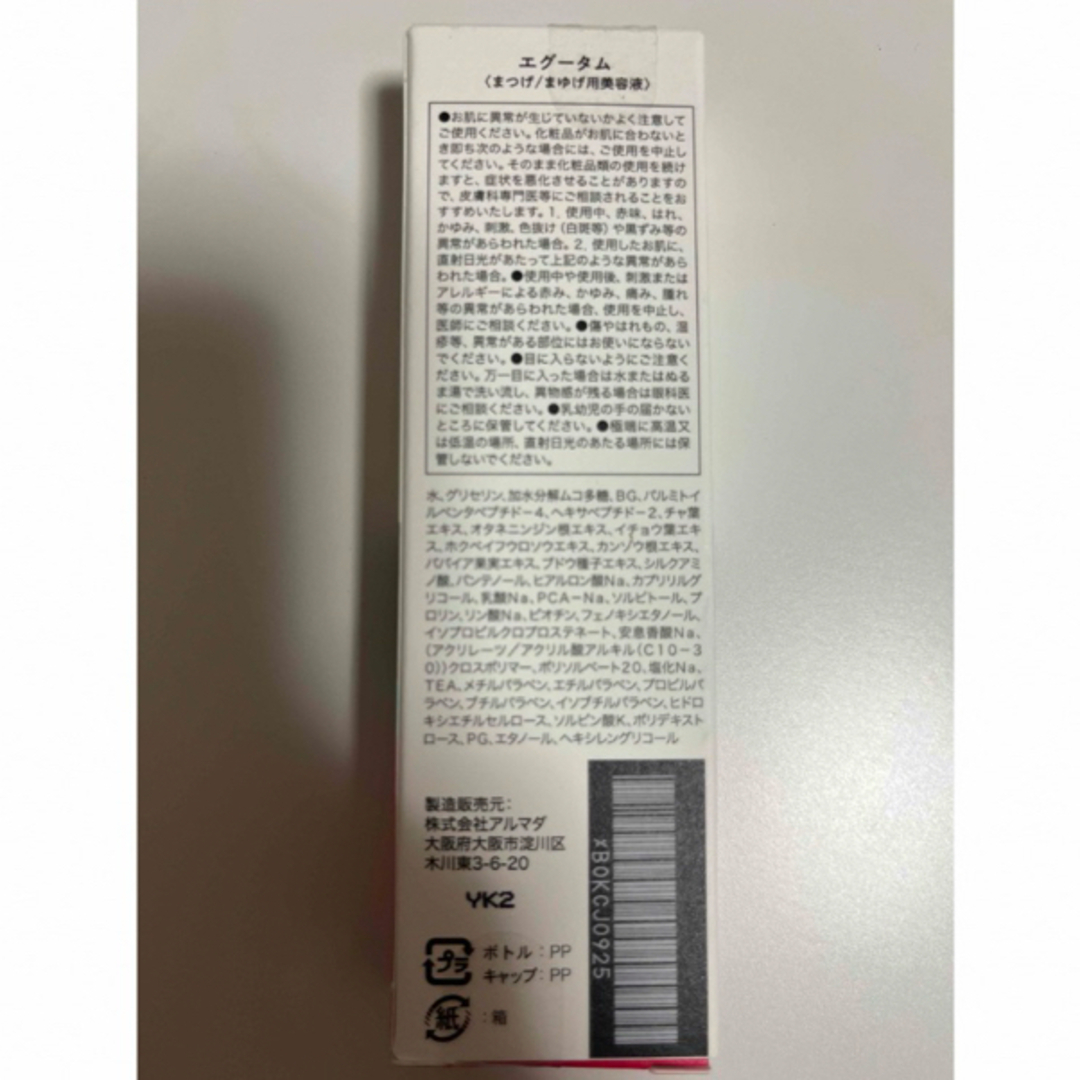 エグータム
〈まつげ/まゆげ用美容液〉
●お肌に異常が生じていないかよく注意して
ご使用ください。化粧品がお肌に合わないと
き即ち次のような場合には、ご使用を中止し
てください。そのまま化粧品類の使用を続け
ますと、症状を悪化させることがありますの
で、皮膚科専門医等にご相談されることをお
すすめいたします。1. 使用中、赤味、はれ、
かゆみ、刺激、色抜け（白斑等）や黒ずみ等の
異常があらわれた場合。2. 使用したお肌に、
直射日光があたって上記のような異常があら
われた場合。●使用中や使用後、刺激または
アレルギーによる赤み、かゆみ、痛み、腫れ
等の異常があらわれた場合、使用を中止し、
医師にご相談ください。●傷やはれもの、湿
疹等、異常がある部位にはお使いにならない
でください。●目に入らないようにご注意く
ださい。万一目に入った場合は水またはぬる
ま湯で洗い流し、異物感が残る場合は眼科医
にご相談ください。●乳幼児の手の届かない
ところに保管してください。●極端に高温又
は低温の場所、直射日光のあたる場所には保
管しないでください。
水、グリセリン、加水分解ムコ多糖、BG、パルミトイ
ルペンタペプチド-4、ヘキサペプチド-2、チャ葉
エキス、オタネニンジン根エキス、イチョウ葉エキ
ス、ホクベイフウロソウエキス、カンゾウ根エキス、
パパイア果実エキス、ブドウ種子エキス、シルクアミ
ノ酸、パンテノール、ヒアルロン酸Na、カプリリルグ
リコール、乳酸Na、PCA-Na、ソルビトール、プ
ロリン、リン酸Na、ビオチン、フェノキシエタノール、
イソプロピルクロプロステネート、安息香酸Na、
(アクリレーツ/アクリル酸アルキル(C10-3
0))クロスポリマー、ポリソルベート20、塩化Na、
TEA、メチルパラベン、エチルパラベン、プロピルパ
ラベン、ブチルパラベン、イソブチルパラベン、ヒドロ
キシエチルセルロース、ソルビン酸K、ポリデキスト
ロース、PG、エタノール、ヘキシレングリコール
製造販売元:
株式会社アルマダ
大阪府大阪市淀川区
木川東3-6-20
YK2
プラ
ボトル : PP
キャップ : PP
紙
: 箱
xB0KCJ0925